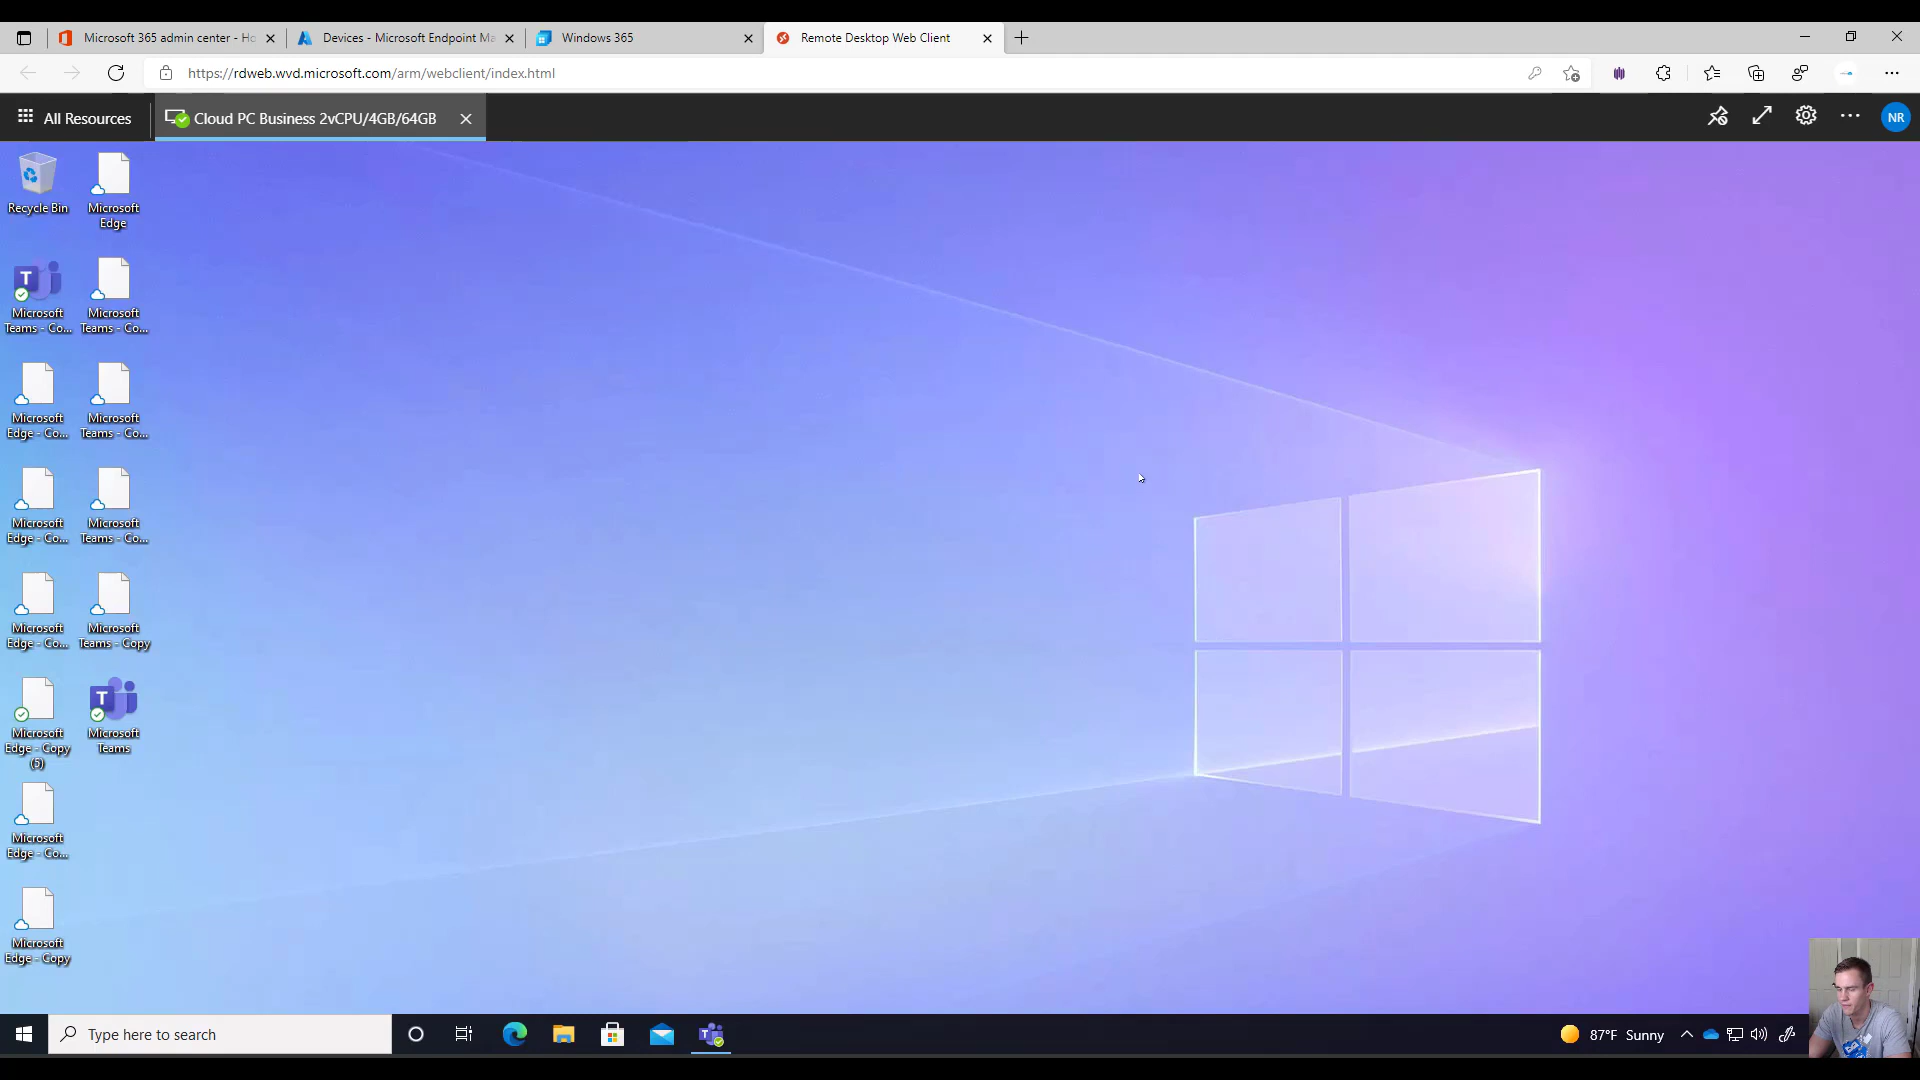 Microsoft 365 admin center - Ho
Devices - Microsoft Endpoint Ma
Windows 365
Remote Desktop Web Client
https://rdweb.wvd.microsoft.com/arm/webclient/index.html
All Resources
Cloud PC Business 2vCPU/4GB/64GB
NR
Recycle Bin
Microsoft
Edge
Microsoft
Teams - Co...
Microsoft
Teams - Co...
Microsoft
Edge - Co...
Microsoft
Teams - Co...
Microsoft
Edge - Co...
Microsoft
Teams - Co...
Microsoft
Edge - Co...
Microsoft
Teams - Copy
Microsoft
Edge - Copy
(5)
Microsoft
Teams
Microsoft
Edge - Co...
Microsoft
Edge - Copy
Type here to search
87°F Sunny